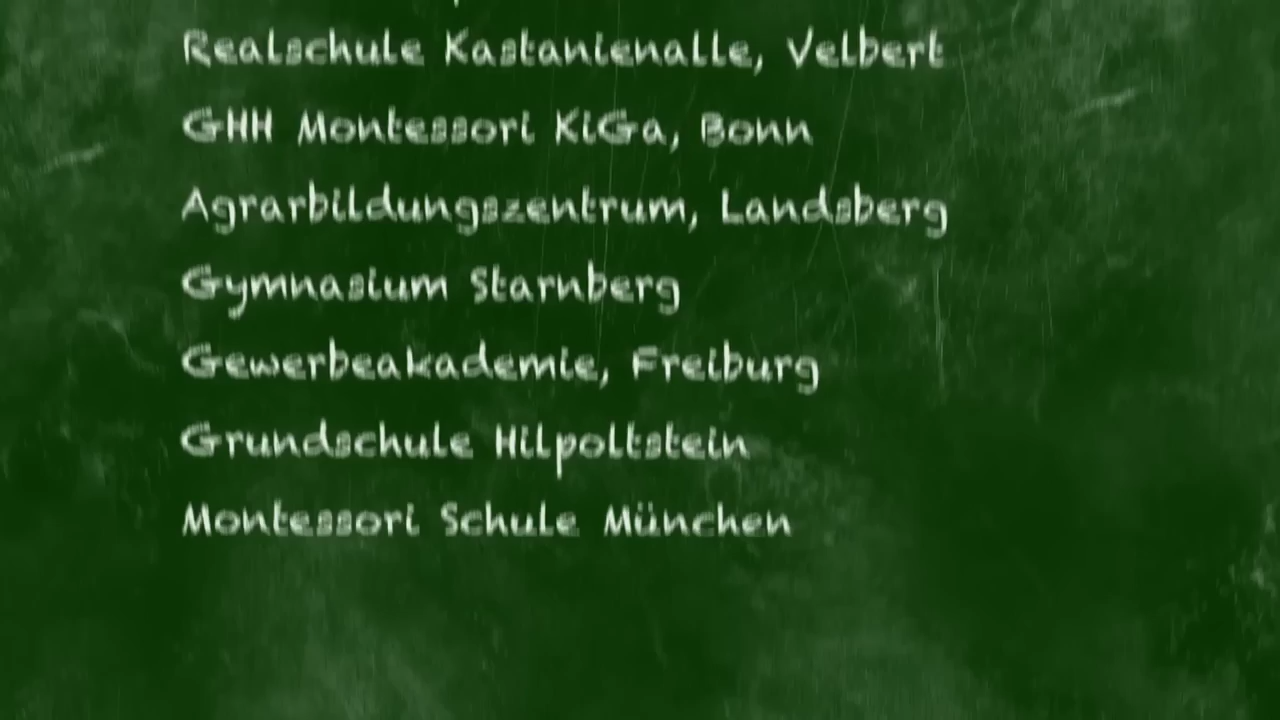 Realschule Kastanienalle, Velbert
GHH Montessori KiGa, Bonn
Agrarbildungszentrum, Landsberg
Gymnasium Starnberg
Gewerbeakademie, Freiburg
Grundschule Hilpoltstein
Montessori Schule München